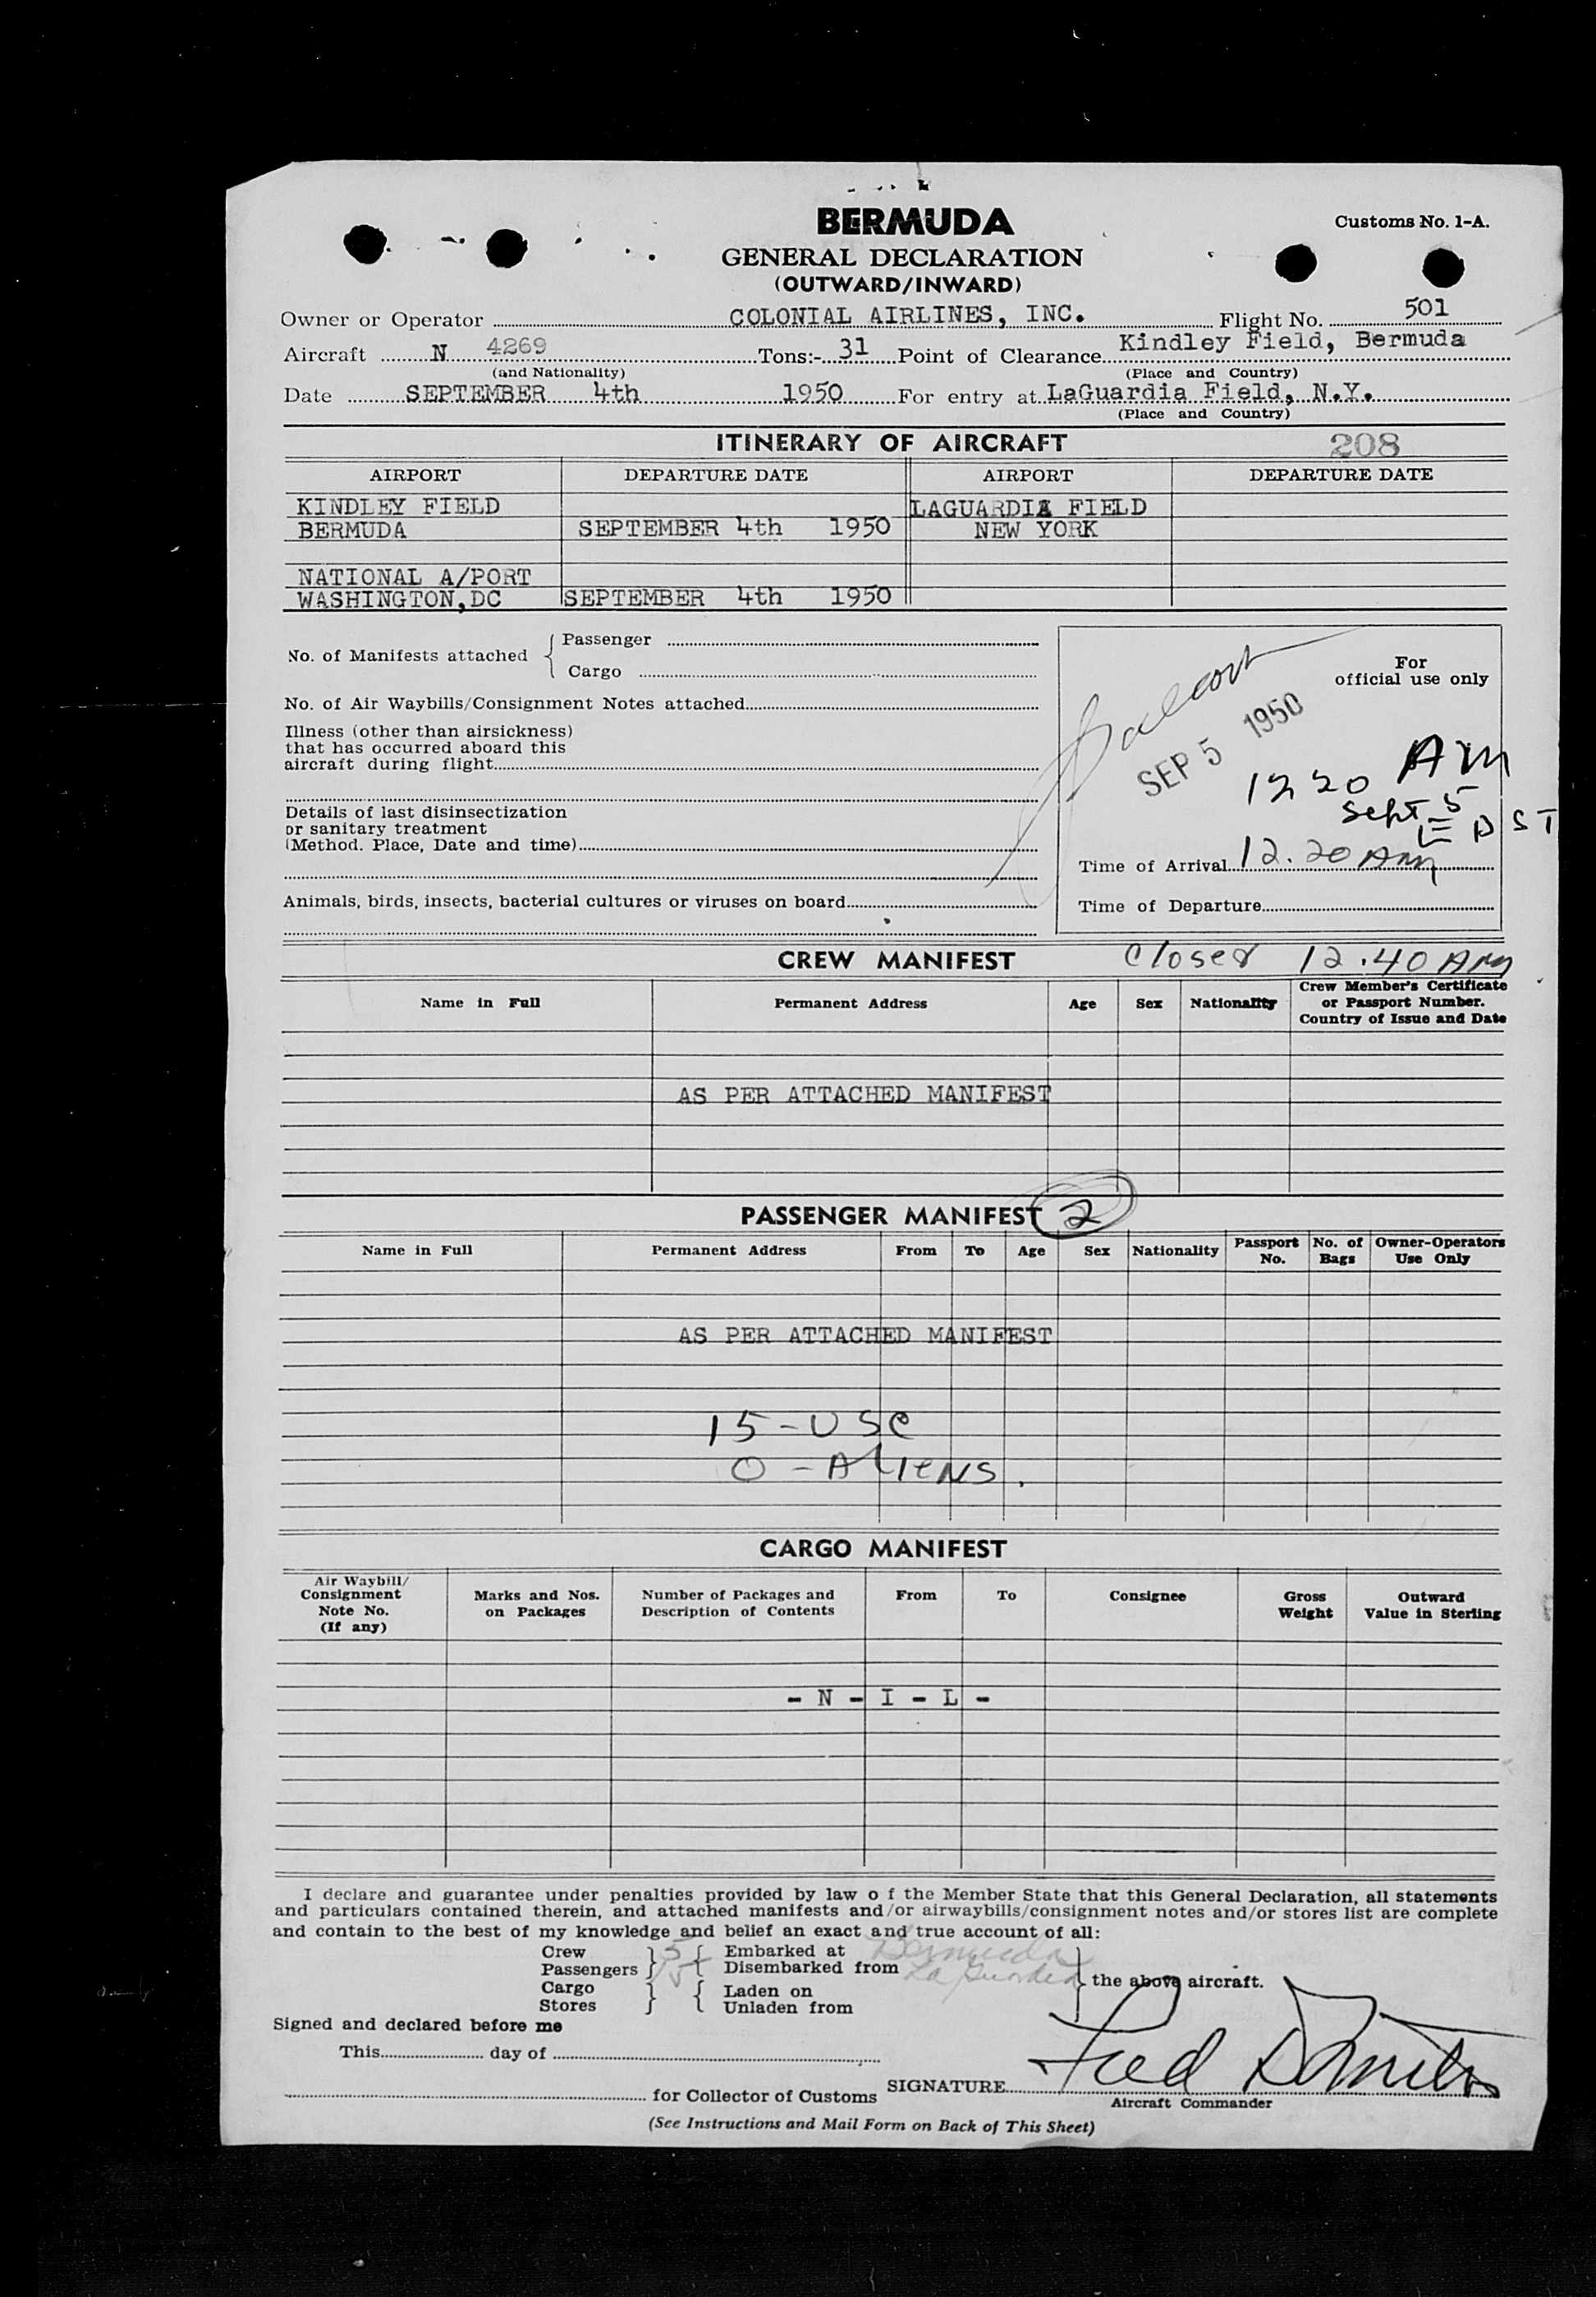 BERMUDA
Customs No. 1-A.
GENERAL DECLARATION
(OUTWARD/INWARD)
Owner or Operator COLONIAL AIRLINES, INC. Flight No. 501
Aircraft N 4269 Tons:- 31 Point of Clearance Kindley Field, Bermuda
(and Nationality) (Place and Country)
Date SEPTEMBER 4th 1950 For entry at LaGuardia Field, N.Y.
(Place and Country)
ITINERARY OF AIRCRAFT 208
AIRPORT DEPARTURE DATE AIRPORT DEPARTURE DATE
KINDLEY FIELD LAGUARDIA FIELD
BERMUDA SEPTEMBER 4th 1950 NEW YORK
NATIONAL A/PORT
WASHINGTON,DC SEPTEMBER 4th 1950
No. of Manifests attached { Passenger
Cargo
For
official use only
No. of Air Waybills/Consignment Notes attached
SEP 5 1950
Illness (other than airsickness)
that has occurred aboard this
aircraft during flight
1220 AM
Sept 5
EDST
Details of last disinsectization
or sanitary treatment
(Method. Place, Date and time)
Time of Arrival 12.20 AM
Animals, birds, insects, bacterial cultures or viruses on board
Time of Departure
CREW MANIFEST Closed 12.40 AM
Name in Full Permanent Address Age Sex Nationality Crew Member's Certificate
or Passport Number.
Country of Issue and Date
AS PER ATTACHED MANIFEST
PASSENGER MANIFEST 2
Name in Full Permanent Address From To Age Sex Nationality Passport No. No. of Bags Owner-Operators Use Only
AS PER ATTACHED MANIFEST
15 - USC
0 - ALIENS.
CARGO MANIFEST
Air Waybill/
Consignment
Note No.
(If any)
Marks and Nos.
on Packages
Number of Packages and
Description of Contents
From To Consignee
Gross
Weight
Outward
Value in Sterling
- N - I - L -
I declare and guarantee under penalties provided by law o f the Member State that this General Declaration, all statements
and particulars contained therein, and attached manifests and/or airwaybills/consignment notes and/or stores list are complete
and contain to the best of my knowledge and belief an exact and true account of all:
Crew } 5 { Embarked at Bermuda
Passengers } 15 { Disembarked from La Guardia } the above aircraft.
Cargo } { Laden on
Stores } { Unladen from
Signed and declared before me
This day of
for Collector of Customs SIGNATURE Fred
Aircraft Commander
(See Instructions and Mail Form on Back of This Sheet)